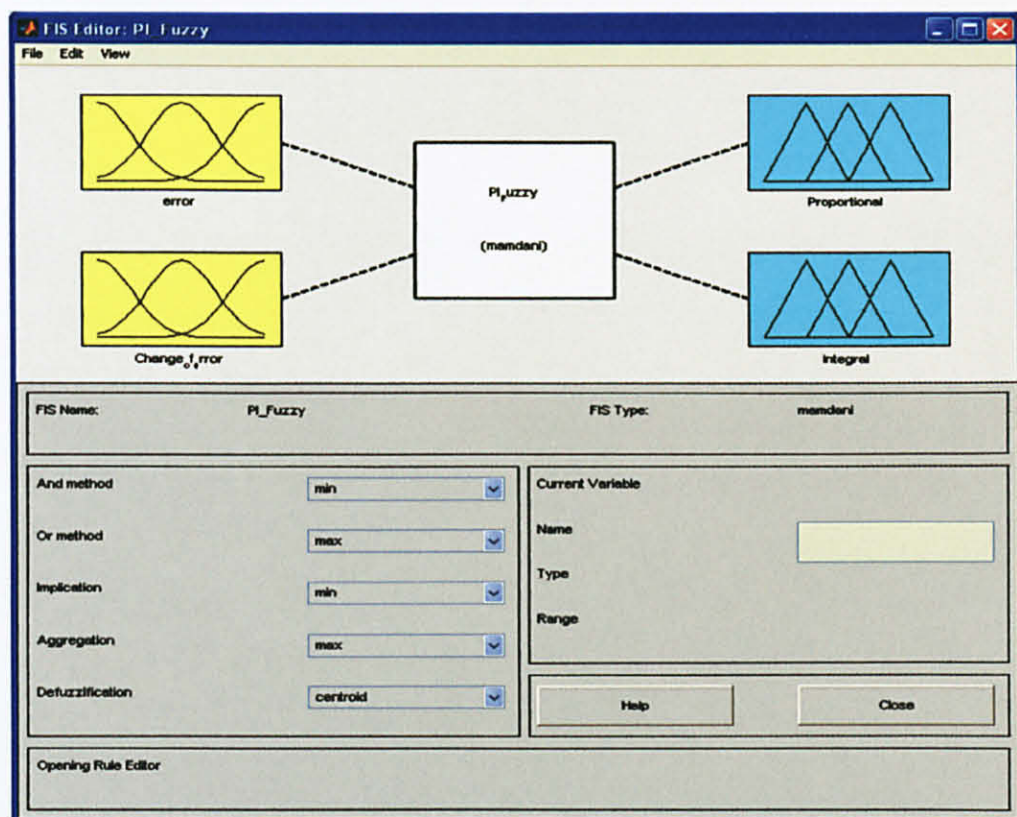 FIS Editor: PI_Fuzzy
File Edit View
error
Change_of_error
PI_Fuzzy
(mamdani)
Proportional
Integral
FIS Name: PI_Fuzzy FIS Type: mamdani
And method min
Or method max
Implication min
Aggregation max
Defuzzification centroid
Current Variable
Name
Type
Range
Help Close
Opening Rule Editor